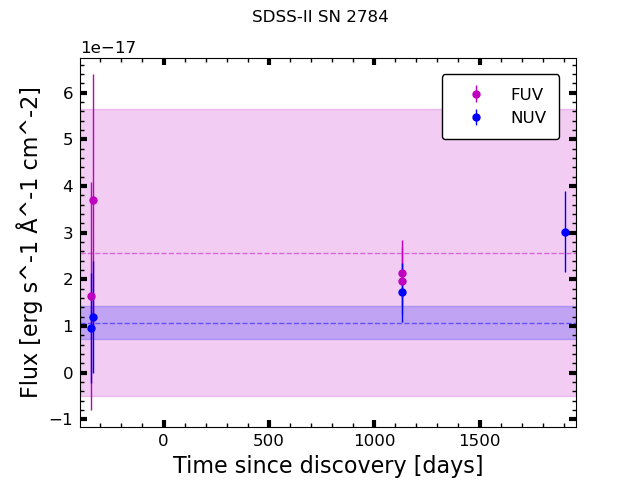 SDSS-II SN 2784
1e−17
FUV
NUV
6
5
4
3
2
1
0
−1
Flux [erg s^-1 Å^-1 cm^-2]
0 500 1000 1500
Time since discovery [days]